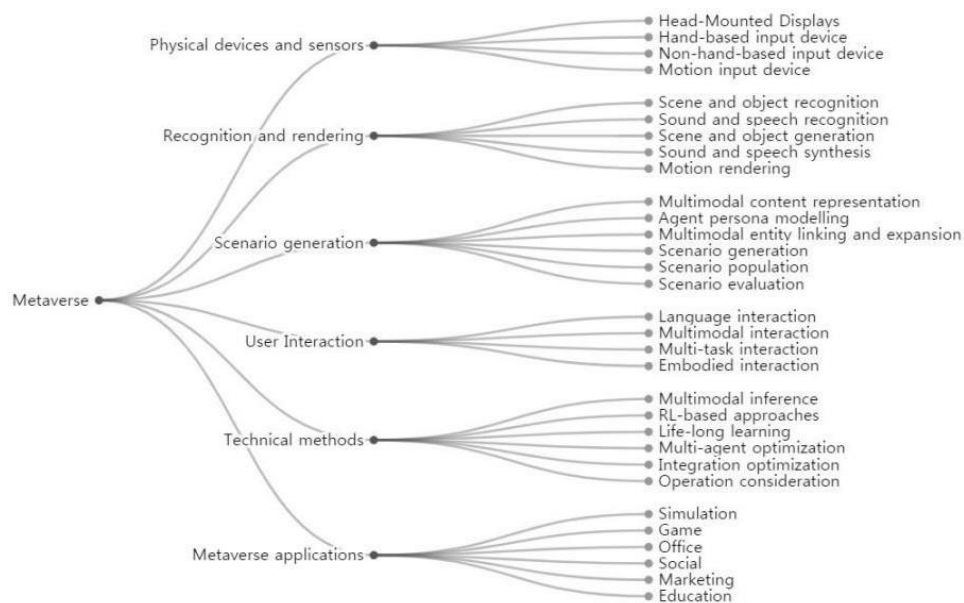 Metaverse
Physical devices and sensors
Head-Mounted Displays
Hand-based input device
Non-hand-based input device
Motion input device
Recognition and rendering
Scene and object recognition
Sound and speech recognition
Scene and object generation
Sound and speech synthesis
Motion rendering
Scenario generation
Multimodal content representation
Agent persona modelling
Multimodal entity linking and expansion
Scenario generation
Scenario population
Scenario evaluation
User Interaction
Language interaction
Multimodal interaction
Multi-task interaction
Embodied interaction
Technical methods
Multimodal inference
RL-based approaches
Life-long learning
Multi-agent optimization
Integration optimization
Operation consideration
Metaverse applications
Simulation
Game
Office
Social
Marketing
Education